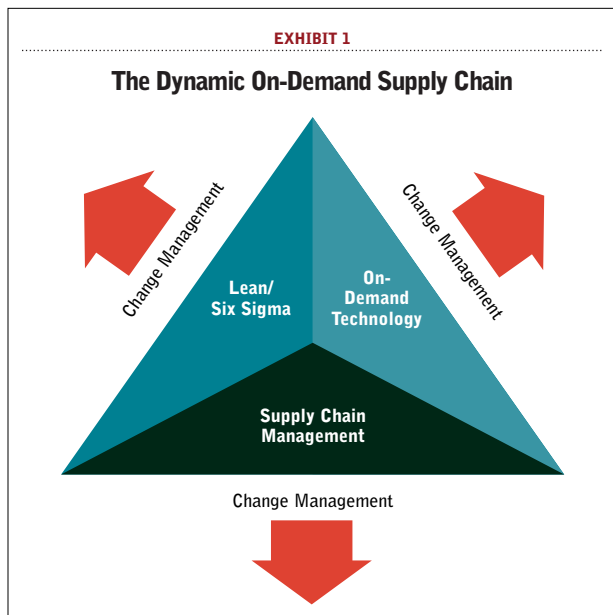 EXHIBIT 1
The Dynamic On-Demand Supply Chain
Change Management
Change Management
Lean/
Six Sigma
On-
Demand
Technology
Supply Chain
Management
Change Management